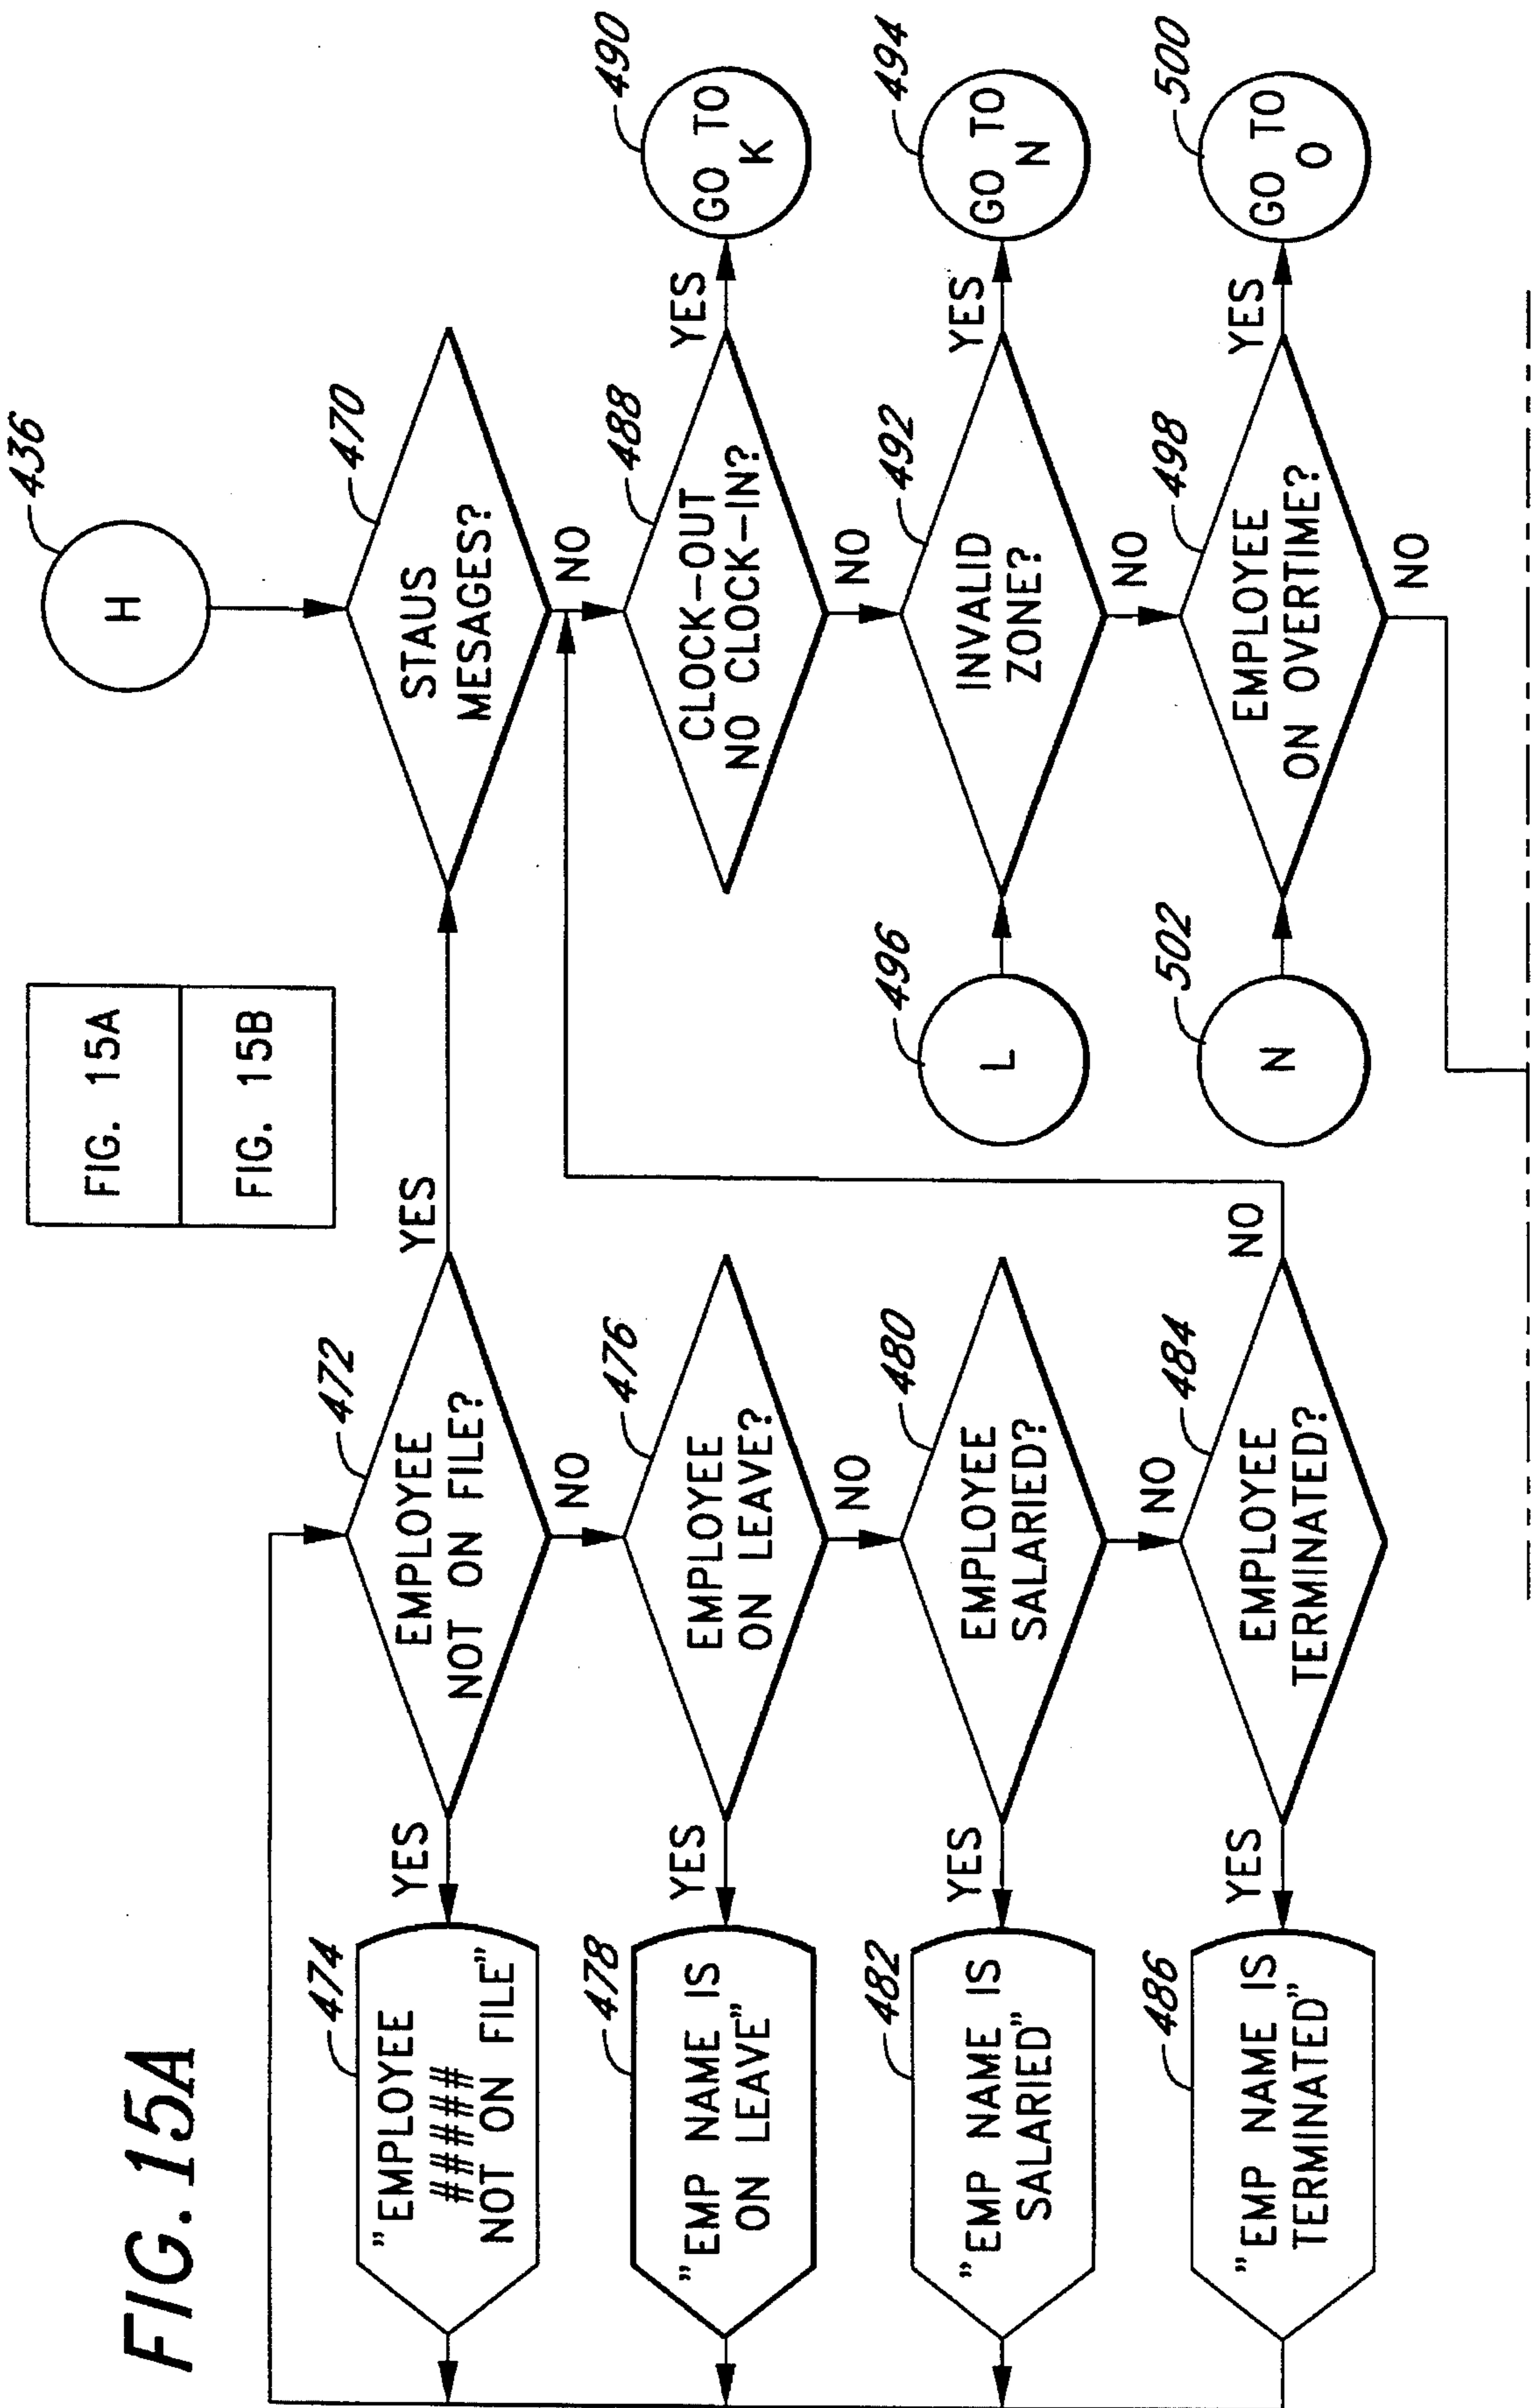 FIG. 15A
FIG. 15A
FIG. 15B
436
H
470
STAUS
MESAGES?
NO
472
EMPLOYEE
NOT ON FILE?
YES
YES
NO
474
"EMPLOYEE
#####
NOT ON FILE"
476
EMPLOYEE
ON LEAVE?
YES
NO
478
"EMP NAME IS
ON LEAVE"
480
EMPLOYEE
SALARIED?
YES
NO
482
"EMP NAME IS
SALARIED"
484
EMPLOYEE
TERMINATED?
YES
NO
486
"EMP NAME IS
TERMINATED"
488
CLOCK-OUT
NO CLOCK-IN?
YES
NO
490
GO TO
K
496
L
492
INVALID
ZONE?
YES
NO
494
GO TO
N
502
N
498
EMPLOYEE
ON OVERTIME?
YES
NO
500
GO TO
O